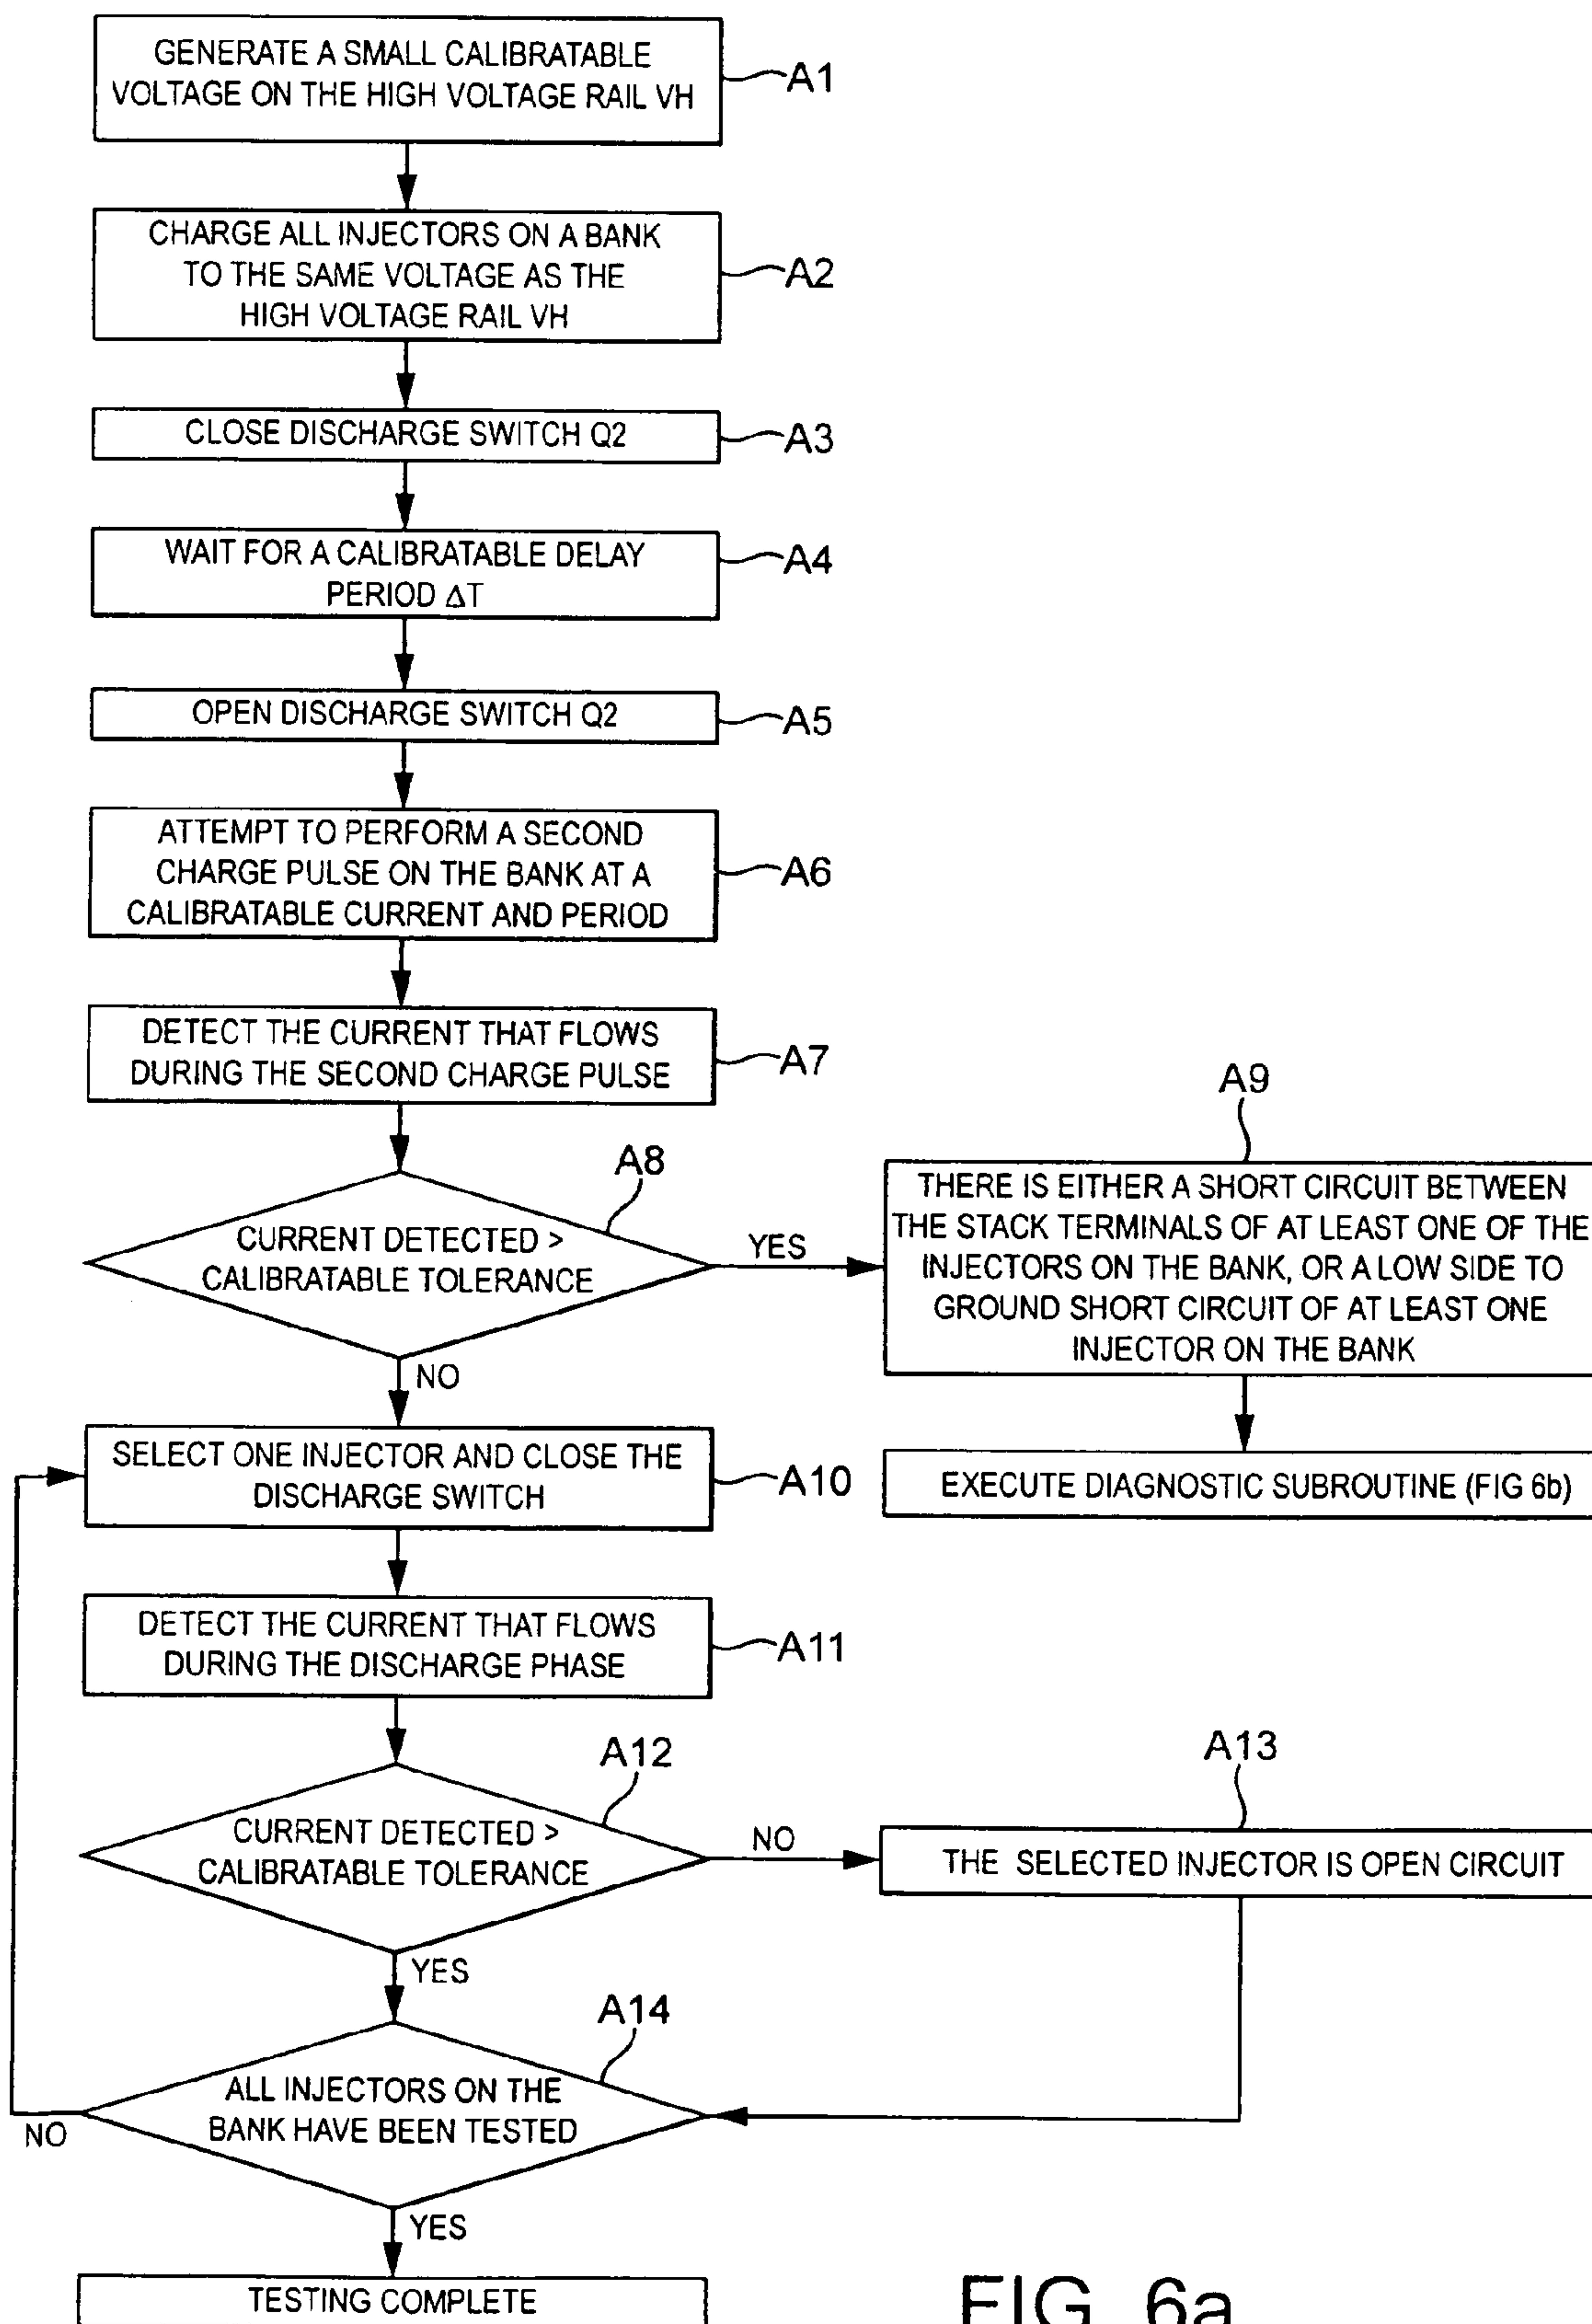 GENERATE A SMALL CALIBRATABLE
VOLTAGE ON THE HIGH VOLTAGE RAIL VH
A1
CHARGE ALL INJECTORS ON A BANK
TO THE SAME VOLTAGE AS THE
HIGH VOLTAGE RAIL VH
A2
CLOSE DISCHARGE SWITCH Q2
A3
WAIT FOR A CALIBRATABLE DELAY
PERIOD ΔT
A4
OPEN DISCHARGE SWITCH Q2
A5
ATTEMPT TO PERFORM A SECOND
CHARGE PULSE ON THE BANK AT A
CALIBRATABLE CURRENT AND PERIOD
A6
DETECT THE CURRENT THAT FLOWS
DURING THE SECOND CHARGE PULSE
A7
A8
CURRENT DETECTED >
CALIBRATABLE TOLERANCE
YES
NO
A9
THERE IS EITHER A SHORT CIRCUIT BETWEEN
THE STACK TERMINALS OF AT LEAST ONE OF THE
INJECTORS ON THE BANK, OR A LOW SIDE TO
GROUND SHORT CIRCUIT OF AT LEAST ONE
INJECTOR ON THE BANK
EXECUTE DIAGNOSTIC SUBROUTINE (FIG 6b)
SELECT ONE INJECTOR AND CLOSE THE
DISCHARGE SWITCH
A10
DETECT THE CURRENT THAT FLOWS
DURING THE DISCHARGE PHASE
A11
A12
CURRENT DETECTED >
CALIBRATABLE TOLERANCE
NO
YES
A13
THE SELECTED INJECTOR IS OPEN CIRCUIT
A14
ALL INJECTORS ON THE
BANK HAVE BEEN TESTED
NO
YES
TESTING COMPLETE
FIG 6a